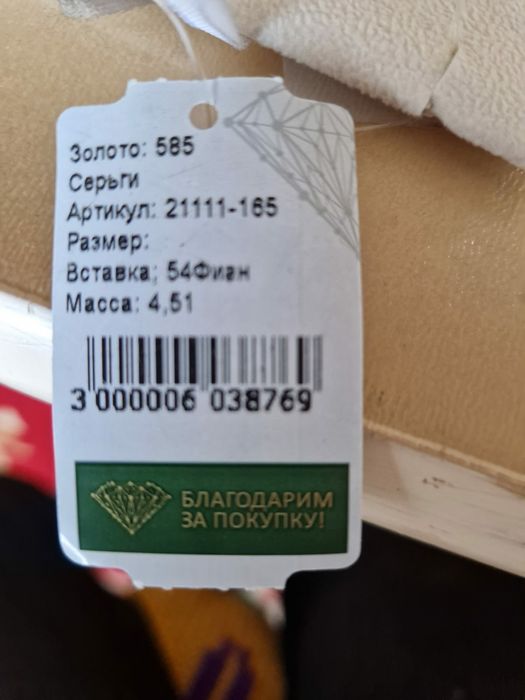 Золото: 585
Серьги
Артикул: 21111-165
Размер:
Вставка; 54Фиан
Масса: 4,51
3 000006 038769
БЛАГОДАРИМ
ЗА ПОКУПКУ!